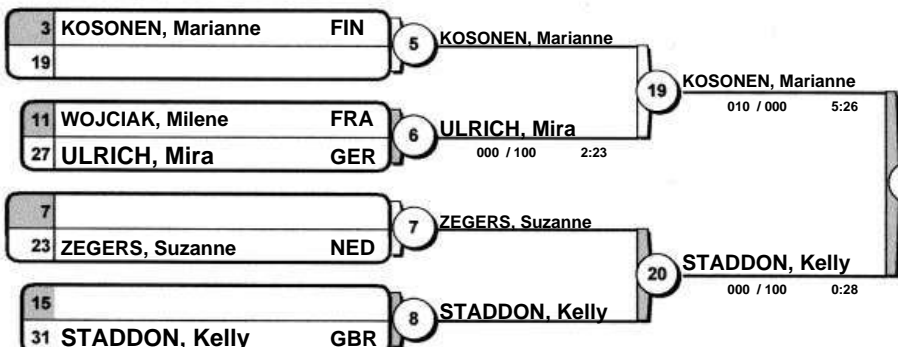 3 KOSONEN, Marianne FIN
19
5
KOSONEN, Marianne
11 WOJCIAK, Milene FRA
27 ULRICH, Mira GER
6
ULRICH, Mira
000 / 100 2:23
19
KOSONEN, Marianne
010 / 000 5:26
7
23 ZEGERS, Suzanne NED
7
ZEGERS, Suzanne
15
31 STADDON, Kelly GBR
8
STADDON, Kelly
20
STADDON, Kelly
000 / 100 0:28